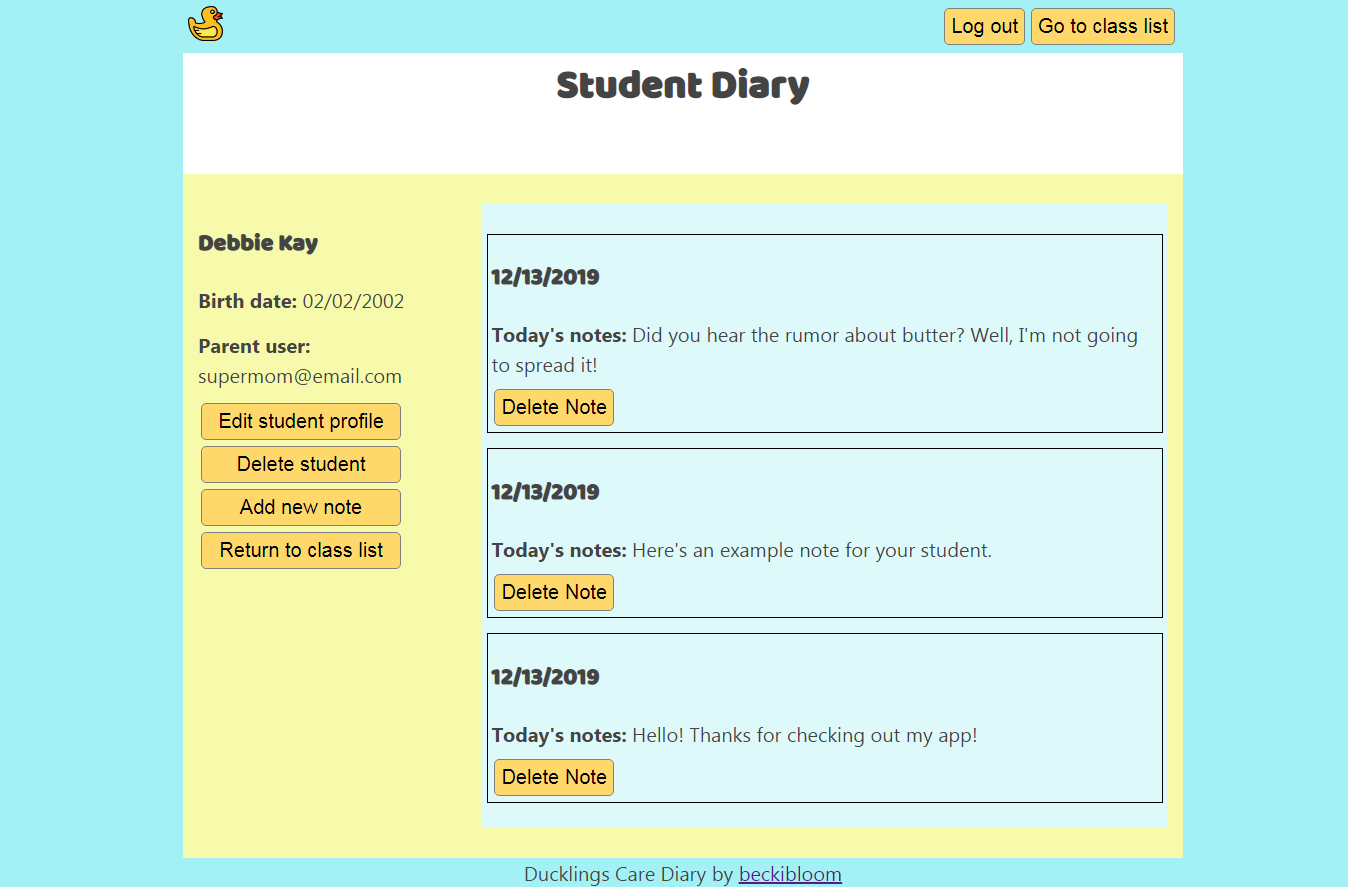 Log out Go to class list
Student Diary
Debbie Kay
Birth date: 02/02/2002
Parent user:
supermom@email.com
Edit student profile
Delete student
Add new note
Return to class list
12/13/2019
Today's notes: Did you hear the rumor about butter? Well, I'm not going
to spread it!
Delete Note
12/13/2019
Today's notes: Here's an example note for your student.
Delete Note
12/13/2019
Today's notes: Hello! Thanks for checking out my app!
Delete Note
Ducklings Care Diary by beckibloom